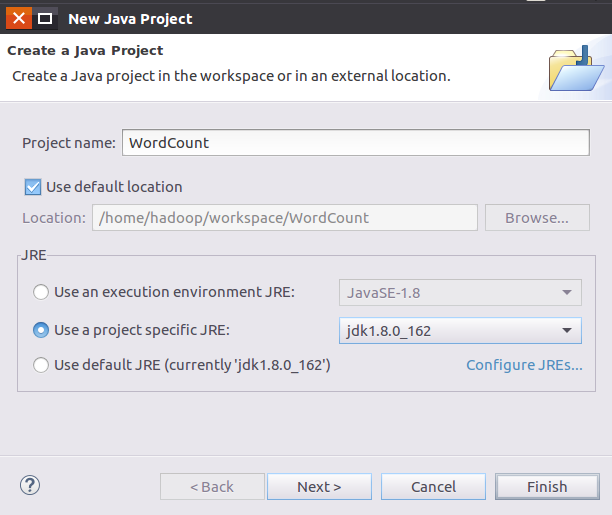 New Java Project
Create a Java Project
Create a Java project in the workspace or in an external location.
Project name: WordCount
Use default location
Location: /home/hadoop/workspace/WordCount Browse...
JRE
Use an execution environment JRE: JavaSE-1.8
Use a project specific JRE: jdk1.8.0_162
Use default JRE (currently 'jdk1.8.0_162') Configure JREs...
? < Back Next > Cancel Finish